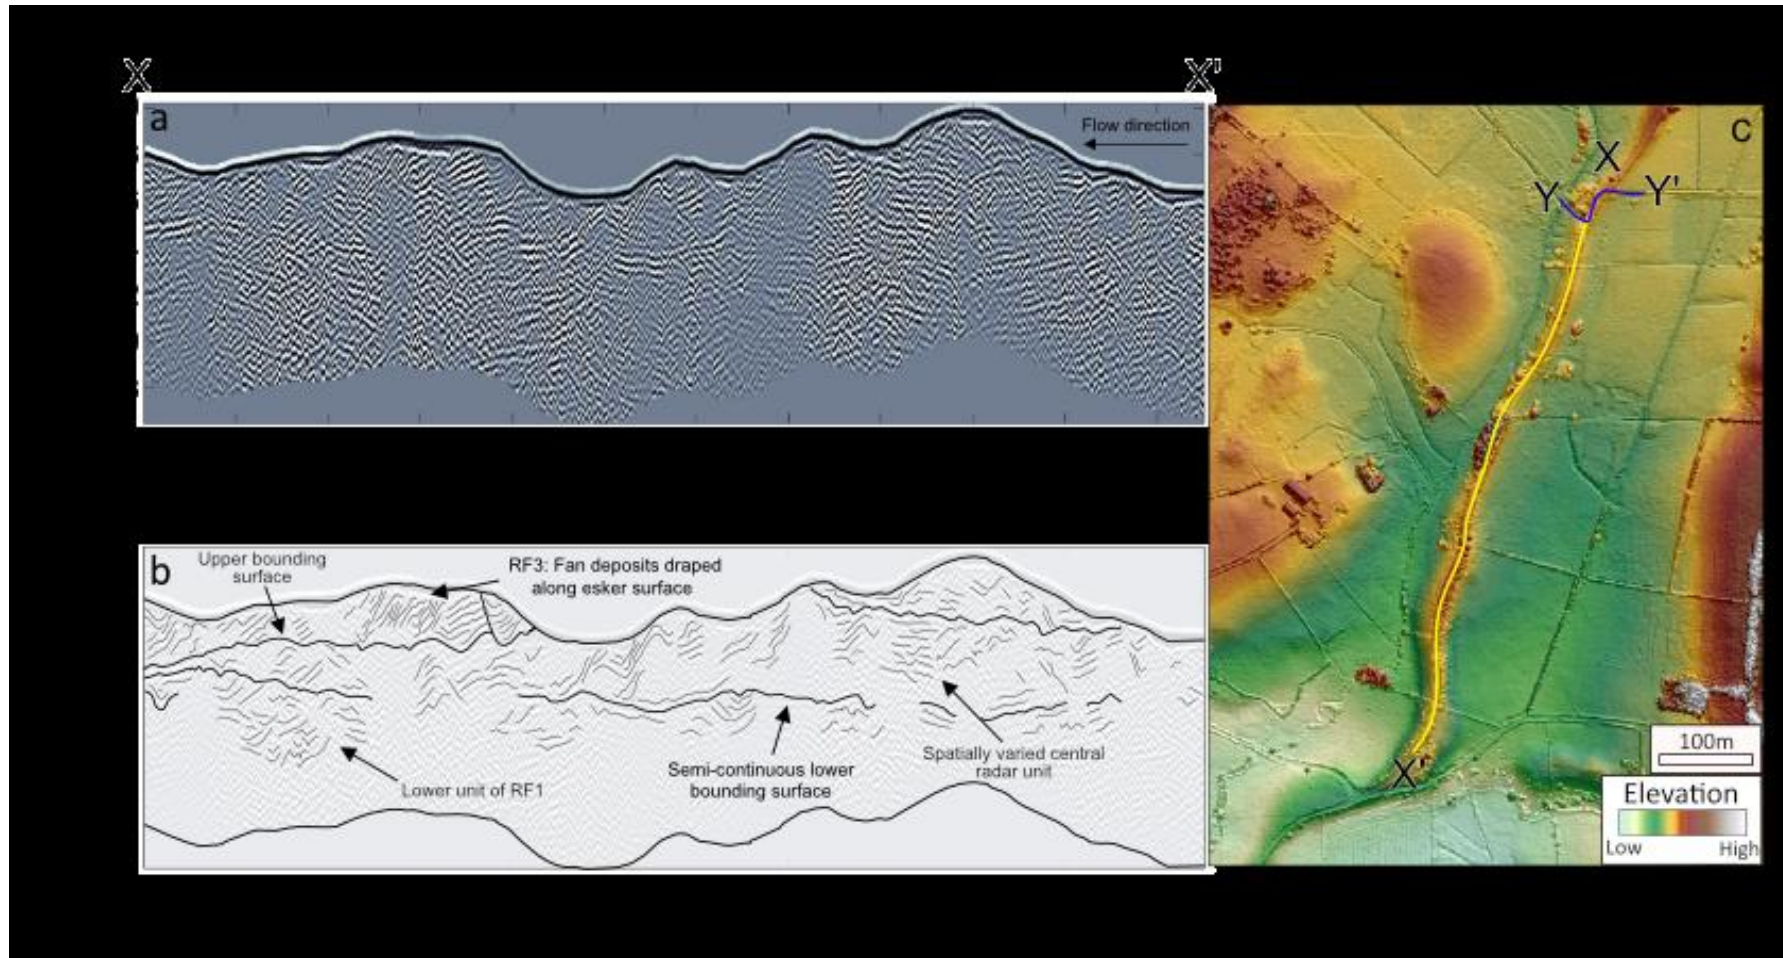 X
X'
a
Flow direction
b
Upper bounding
surface
RF3: Fan deposits draped
along esker surface
Lower unit of RF1
Semi-continuous lower
bounding surface
Spatially varied central
radar unit
C
X
Y
Y'
X'
100m
Elevation
Low
High